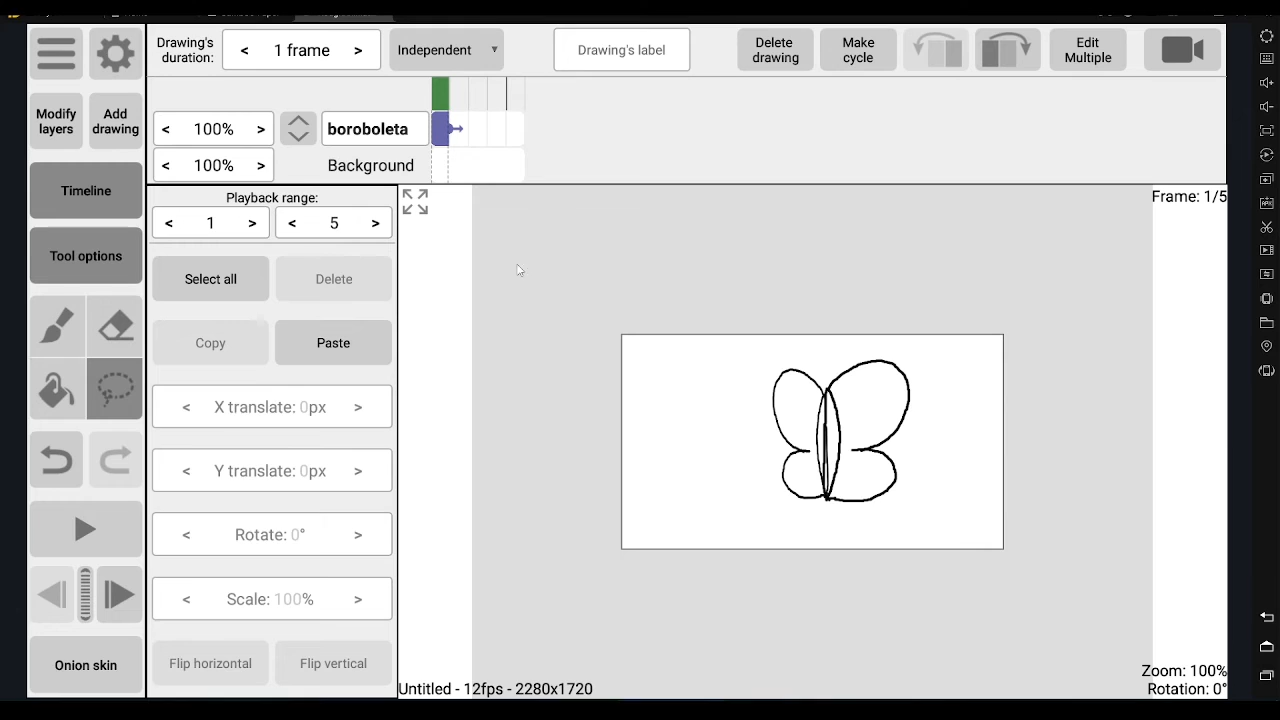 Drawing's duration:
< 1 frame >
Independent
Drawing's label
Delete drawing
Make cycle
Edit Multiple
Modify layers
Add drawing
< 100% >
boroboleta
< 100% >
Background
Timeline
Playback range:
Frame: 1/5
< 1 >
< 5 >
Tool options
Select all
Delete
Copy
Paste
< X translate: 0px >
< Y translate: 0px >
< Rotate: 0° >
< Scale: 100% >
Onion skin
Flip horizontal
Flip vertical
Zoom: 100%
Untitled - 12fps - 2280x1720
Rotation: 0°